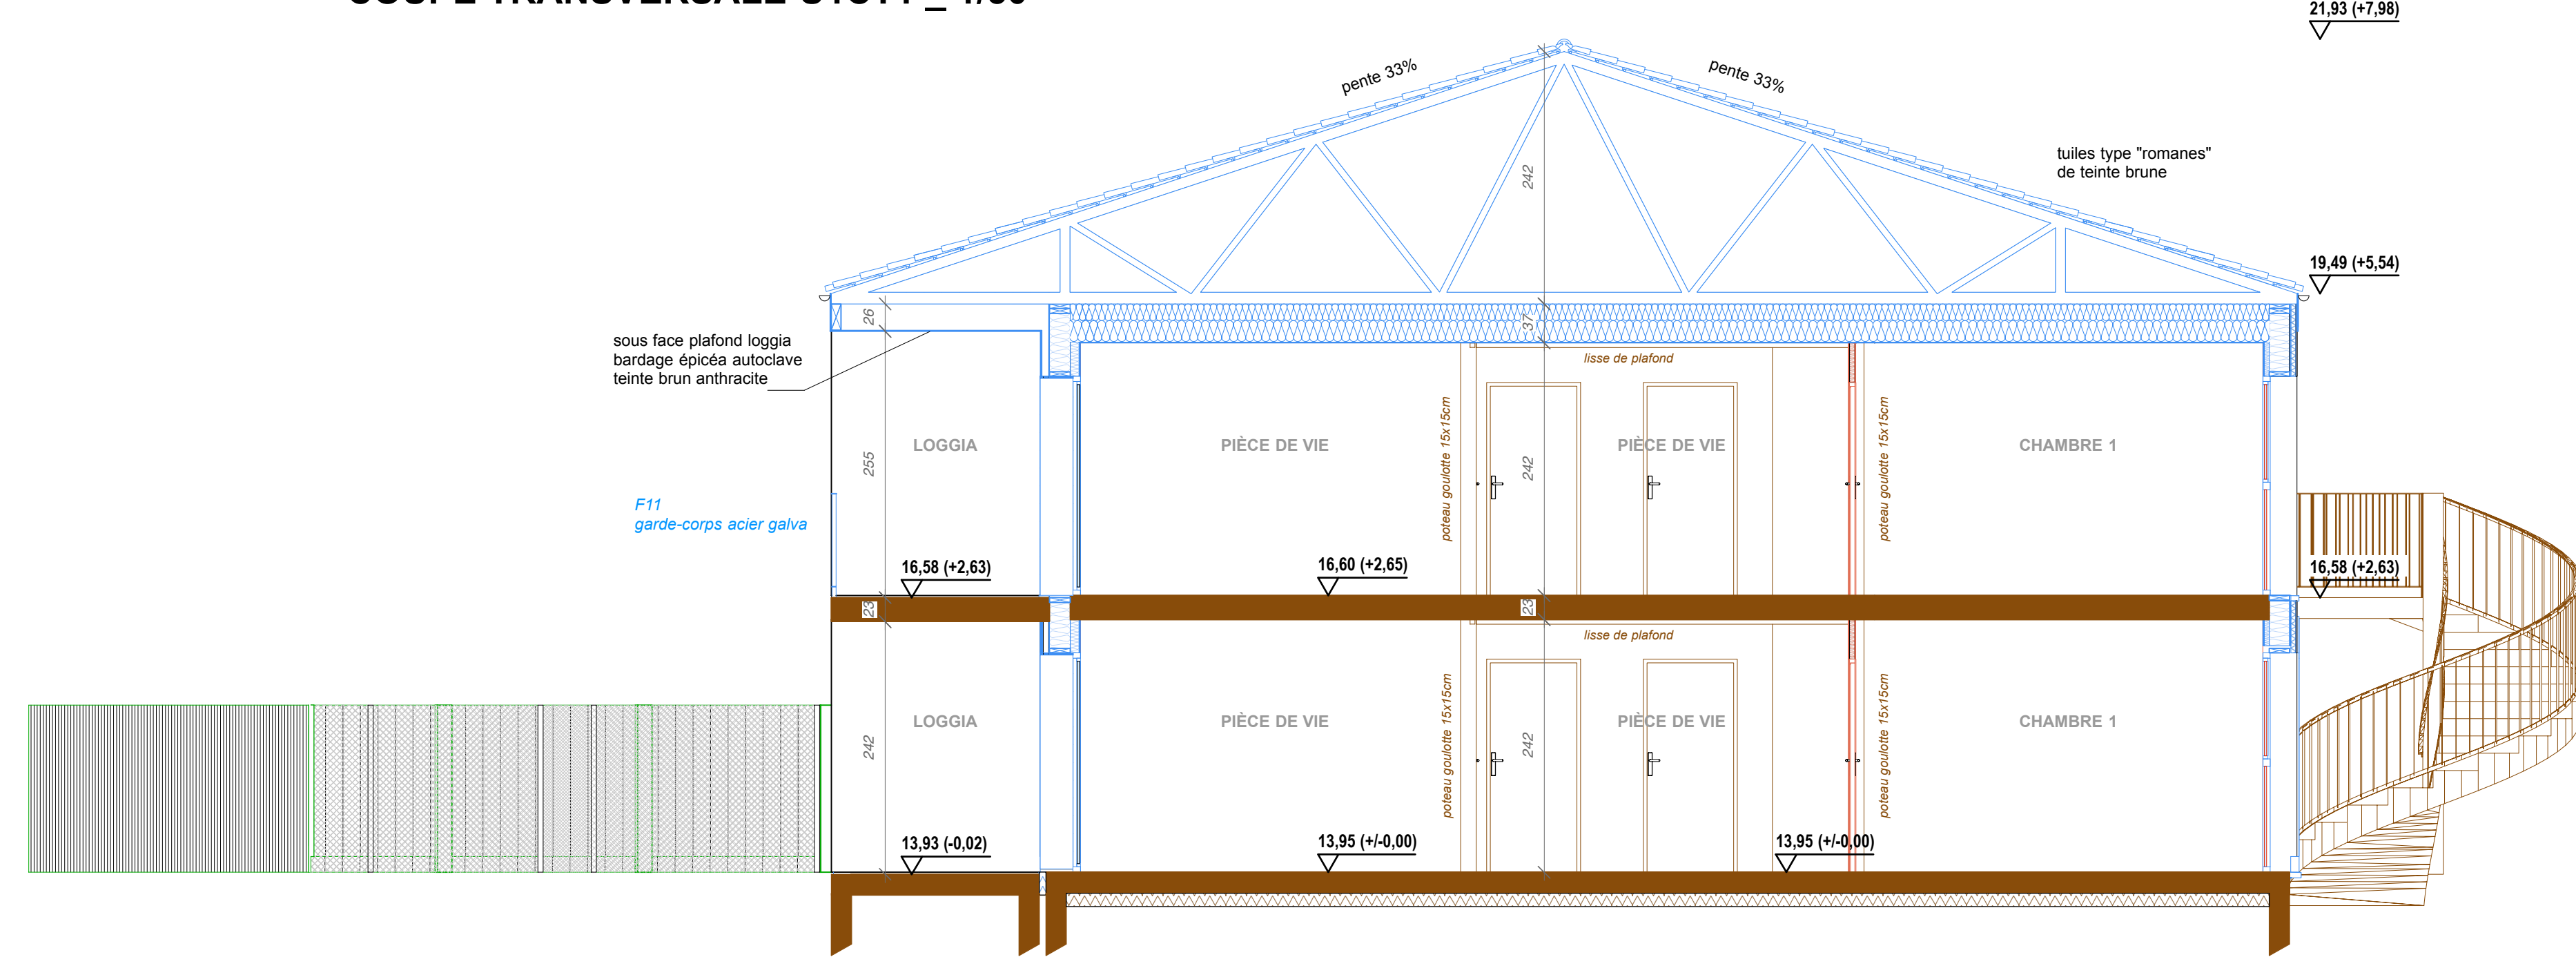 21,93 (+7,98)
pente 33%
pente 33%
tuiles type "romanes"
de teinte brune
242
19,49 (+5,54)
26
37
sous face plafond loggia
bardage épicéa autoclave
teinte brun anthracite
lisse de plafond
LOGGIA
PIÈCE DE VIE
PIÈCE DE VIE
CHAMBRE 1
255
poteau goulotte 15x15cm
242
poteau goulotte 15x15cm
F11
garde-corps acier galva
16,58 (+2,63)
16,60 (+2,65)
16,58 (+2,63)
23
23
lisse de plafond
LOGGIA
PIÈCE DE VIE
PIÈCE DE VIE
CHAMBRE 1
242
poteau goulotte 15x15cm
242
poteau goulotte 15x15cm
13,93 (-0,02)
13,95 (+/-0,00)
13,95 (+/-0,00)